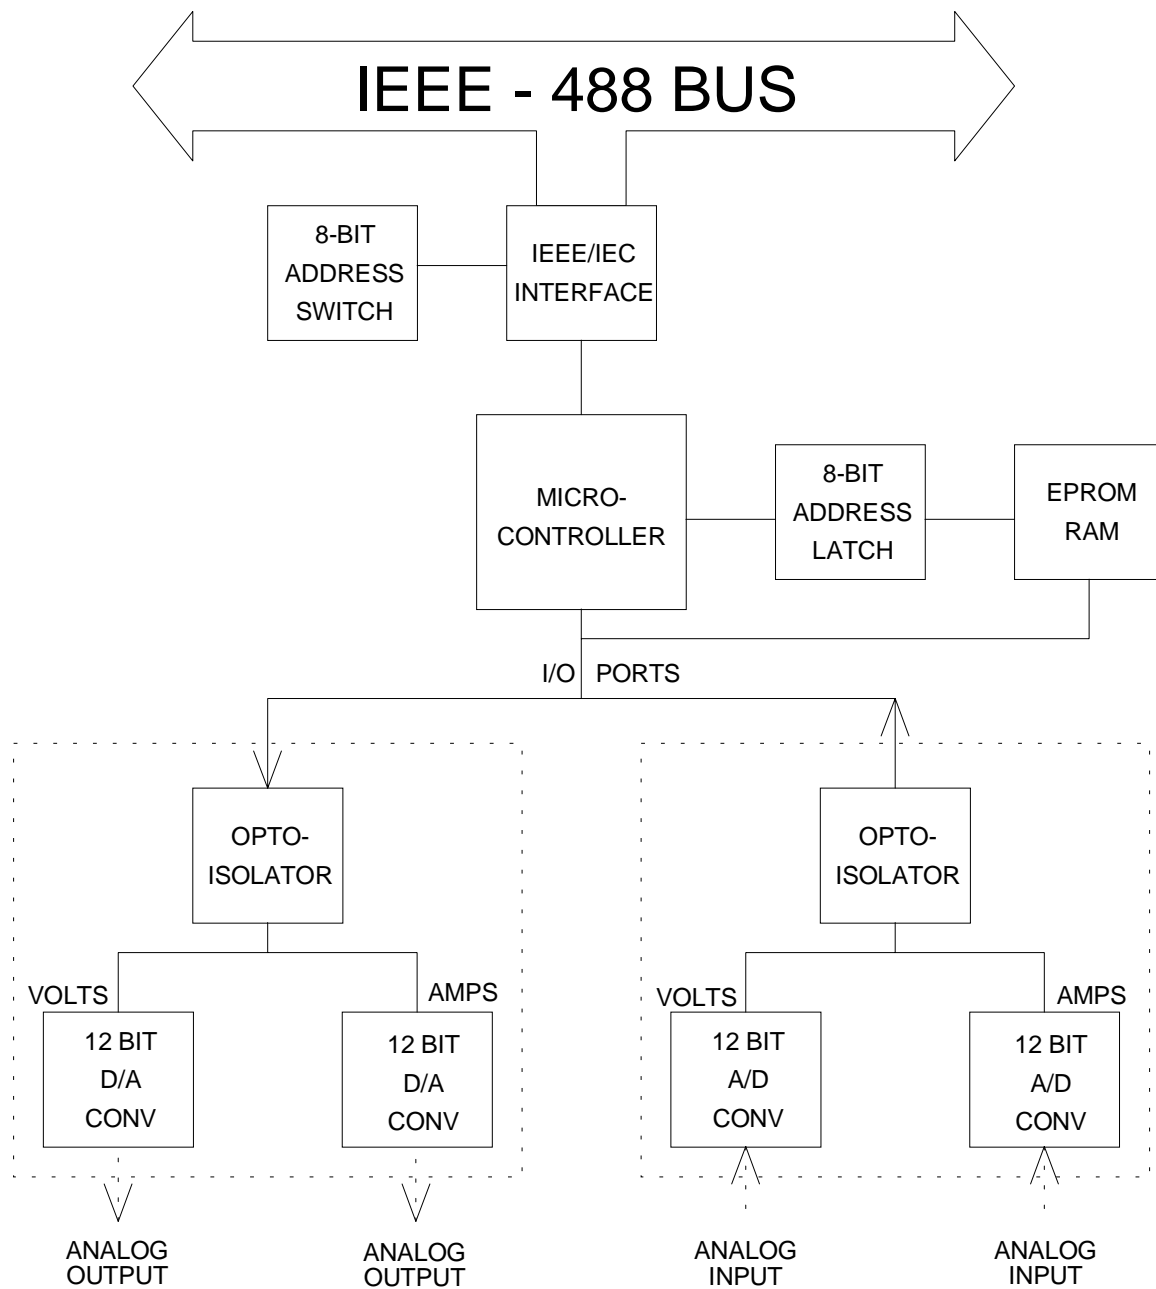 IEEE - 488 BUS
8-BIT
ADDRESS
SWITCH
IEEE/IEC
INTERFACE
MICRO-
CONTROLLER
8-BIT
ADDRESS
LATCH
EPROM
RAM
I/O PORTS
OPTO-
ISOLATOR
OPTO-
ISOLATOR
VOLTS
AMPS
VOLTS
AMPS
12 BIT
D/A
CONV
12 BIT
D/A
CONV
12 BIT
A/D
CONV
12 BIT
A/D
CONV
ANALOG
OUTPUT
ANALOG
OUTPUT
ANALOG
INPUT
ANALOG
INPUT